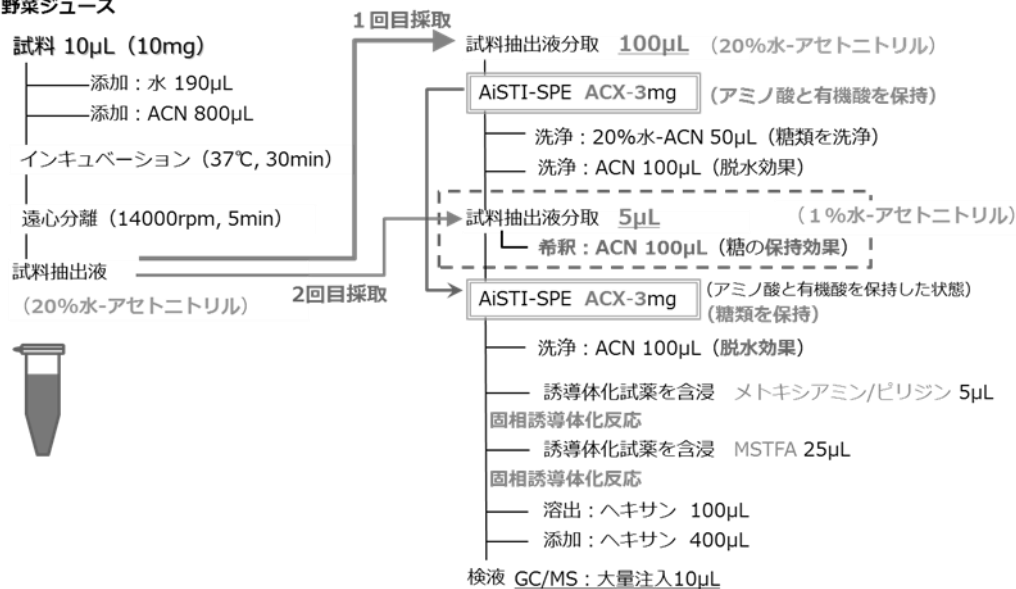 野菜ジュース
試料 10μL（10mg）
添加：水 190μL
添加：ACN 800μL
インキュベーション（37℃, 30min）
遠心分離（14000rpm, 5min）
試料抽出液
（20%水-アセトニトリル）
1回目採取
2回目採取
試料抽出液分取 100μL （20%水-アセトニトリル）
AiSTI-SPE ACX-3mg （アミノ酸と有機酸を保持）
洗浄：20%水-ACN 50μL（糖類を洗浄）
洗浄：ACN 100μL（脱水効果）
試料抽出液分取 5μL （１%水-アセトニトリル）
希釈：ACN 100μL（糖の保持効果）
AiSTI-SPE ACX-3mg （アミノ酸と有機酸を保持した状態）
（糖類を保持）
洗浄：ACN 100μL（脱水効果）
誘導体化試薬を含浸 メトキシアミン/ピリジン 5μL
固相誘導体化反応
誘導体化試薬を含浸 MSTFA 25μL
固相誘導体化反応
溶出：ヘキサン 100μL
添加：ヘキサン 400μL
検液 GC/MS：大量注入10μL